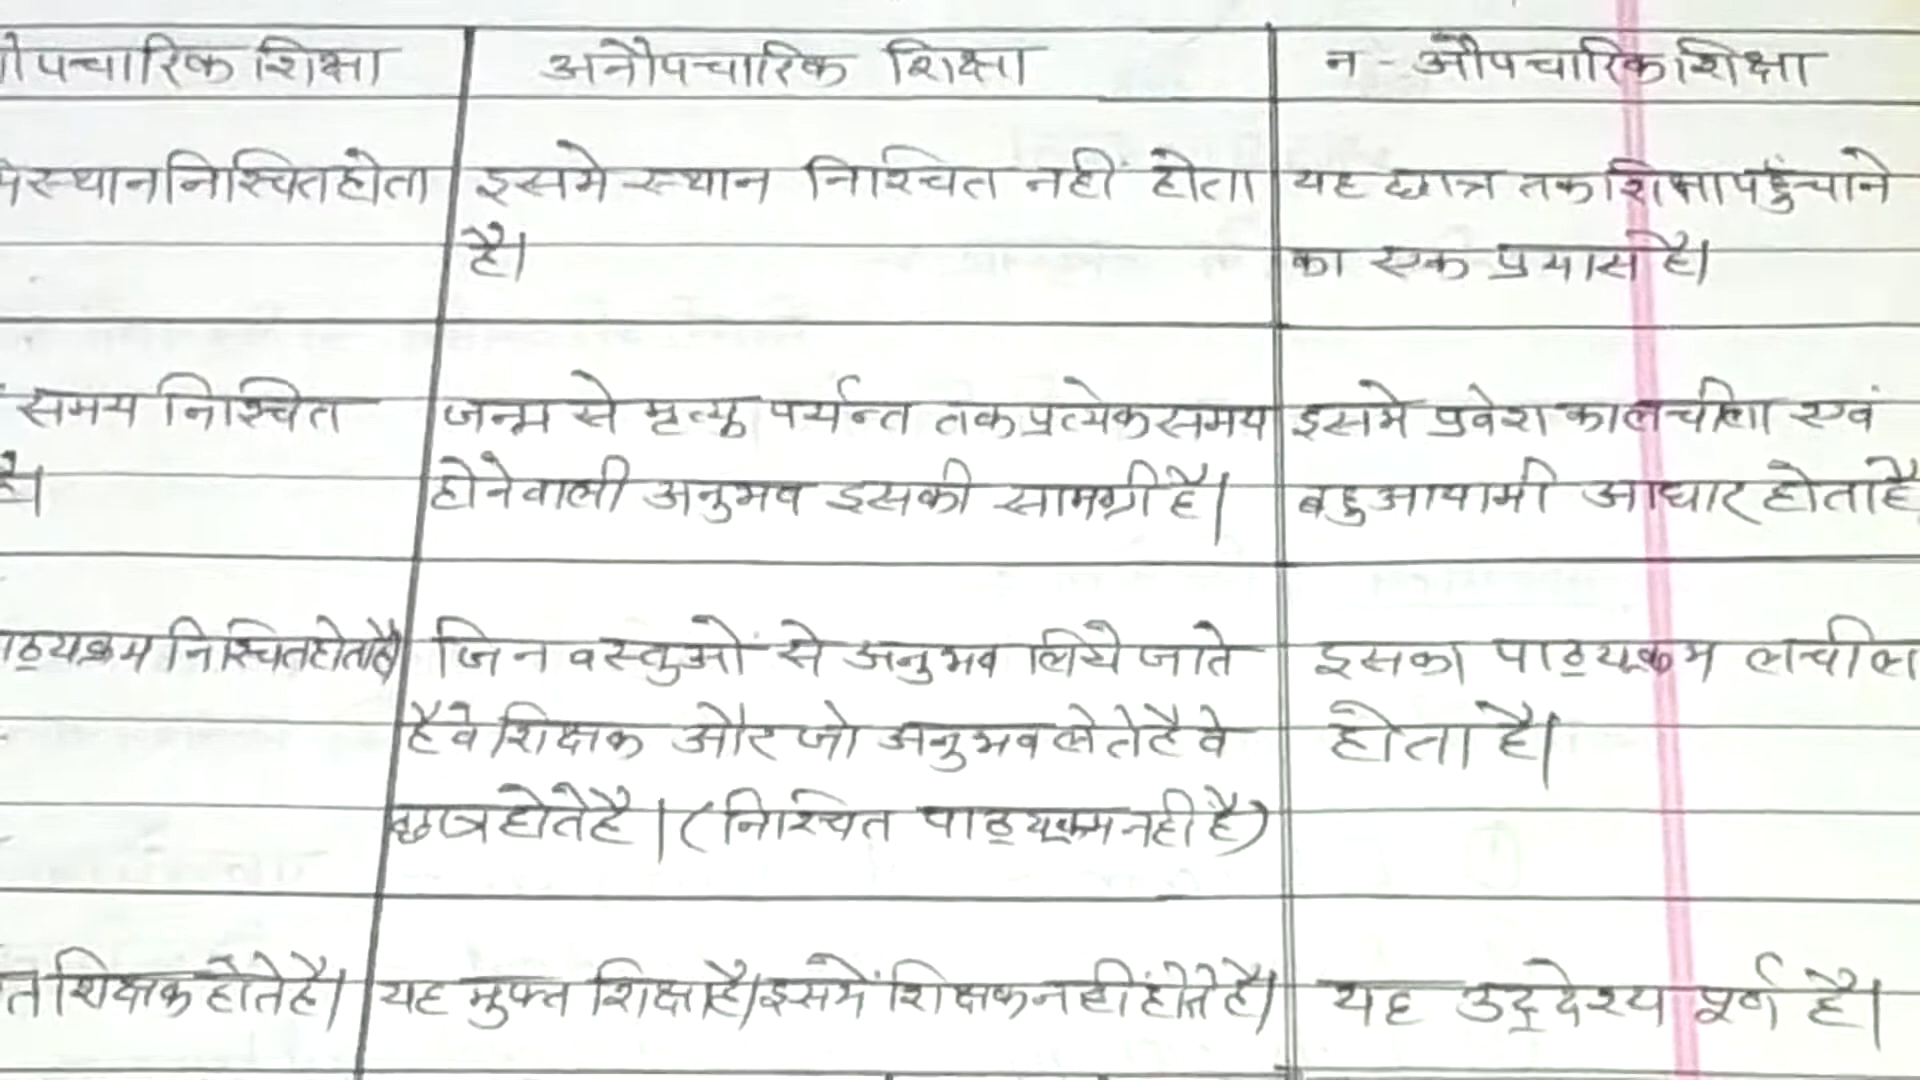 औपचारिक शिक्षा | अनौपचारिक शिक्षा | न - औपचारिक शिक्षा
स्थान निश्चित होता | इसमे स्थान निश्चित नहीं होता | यह छात्र तक शिक्षा पहुंचाने
है। | का एक प्रयास है।
समय निश्चित | जन्म से मृत्यू पर्यन्त तक प्रत्येक समय | इसमे प्रवेश काल एवं
है। | होने वाली अनुभव इसकी सामग्री है। | बहुआयामी आधार होता है
पाठ्यक्रम निश्चित होता है | जिन वस्तुओं से अनुभव लिये जाते | इसका पाठ्यक्रम लचीला
है वे शिक्षक और जो अनुभव लेते है वे | होता है।
छात्र होते है। (निश्चित पाठ्यक्रम नही है)
शिक्षक होते है। | यह मुक्त शिक्षा है। इसमें शिक्षक नहीं होते है। | यह उद्देश्य पूर्ण है।